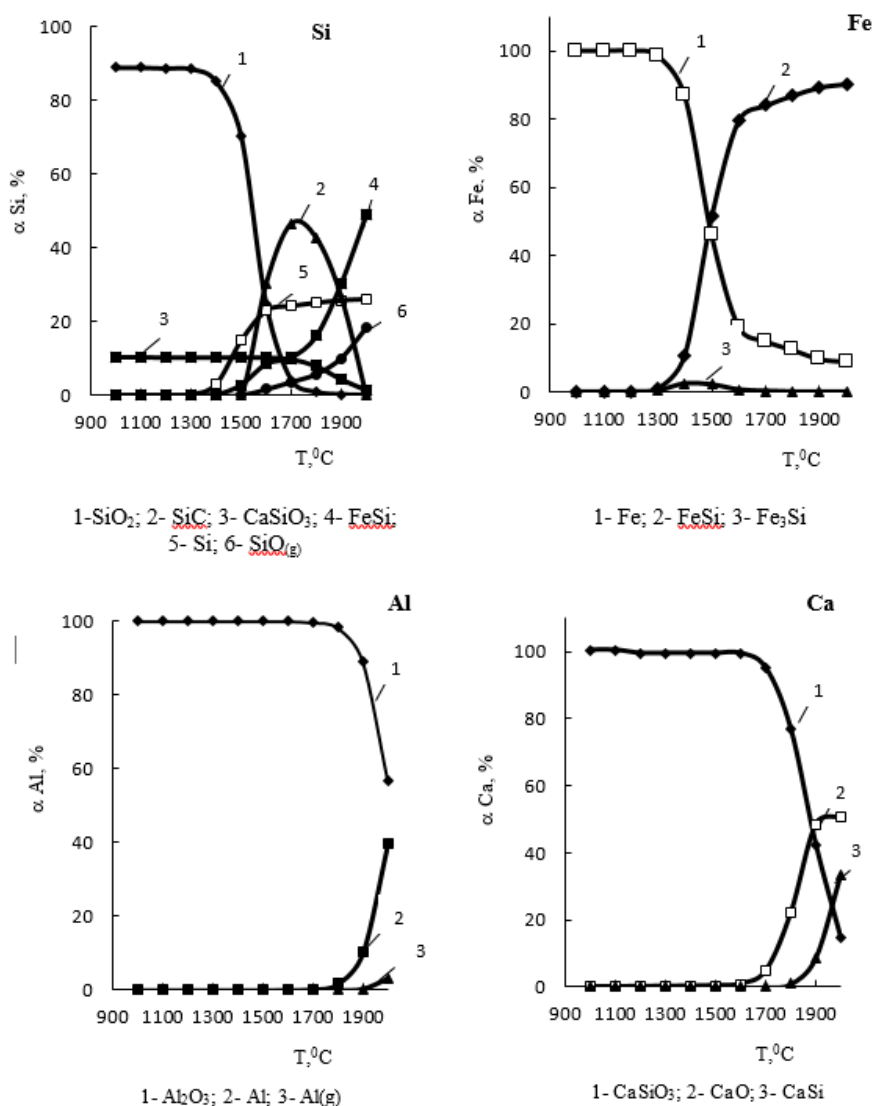 Si
α Si, %
100
80
60
40
20
0
1
2
4
5
3
6
900 1100 1300 1500 1700 1900
T,⁰C
1-SiO₂; 2- SiC; 3- CaSiO₃; 4- FeSi;
5- Si; 6- SiO₍g₎
Fe
α Fe. %
100
80
60
40
20
0
1
2
3
900 1100 1300 1500 1700 1900
T,⁰C
1- Fe; 2- FeSi; 3- Fe₃Si
Al
α Al, %
100
80
60
40
20
0
1
2
3
900 1100 1300 1500 1700 1900
T,⁰C
1- Al₂O₃; 2- Al; 3- Al(g)
Ca
α Ca, %
100
80
60
40
20
0
1
2
3
900 1100 1300 1500 1700 1900
T,⁰C
1- CaSiO₃; 2- CaO; 3- CaSi